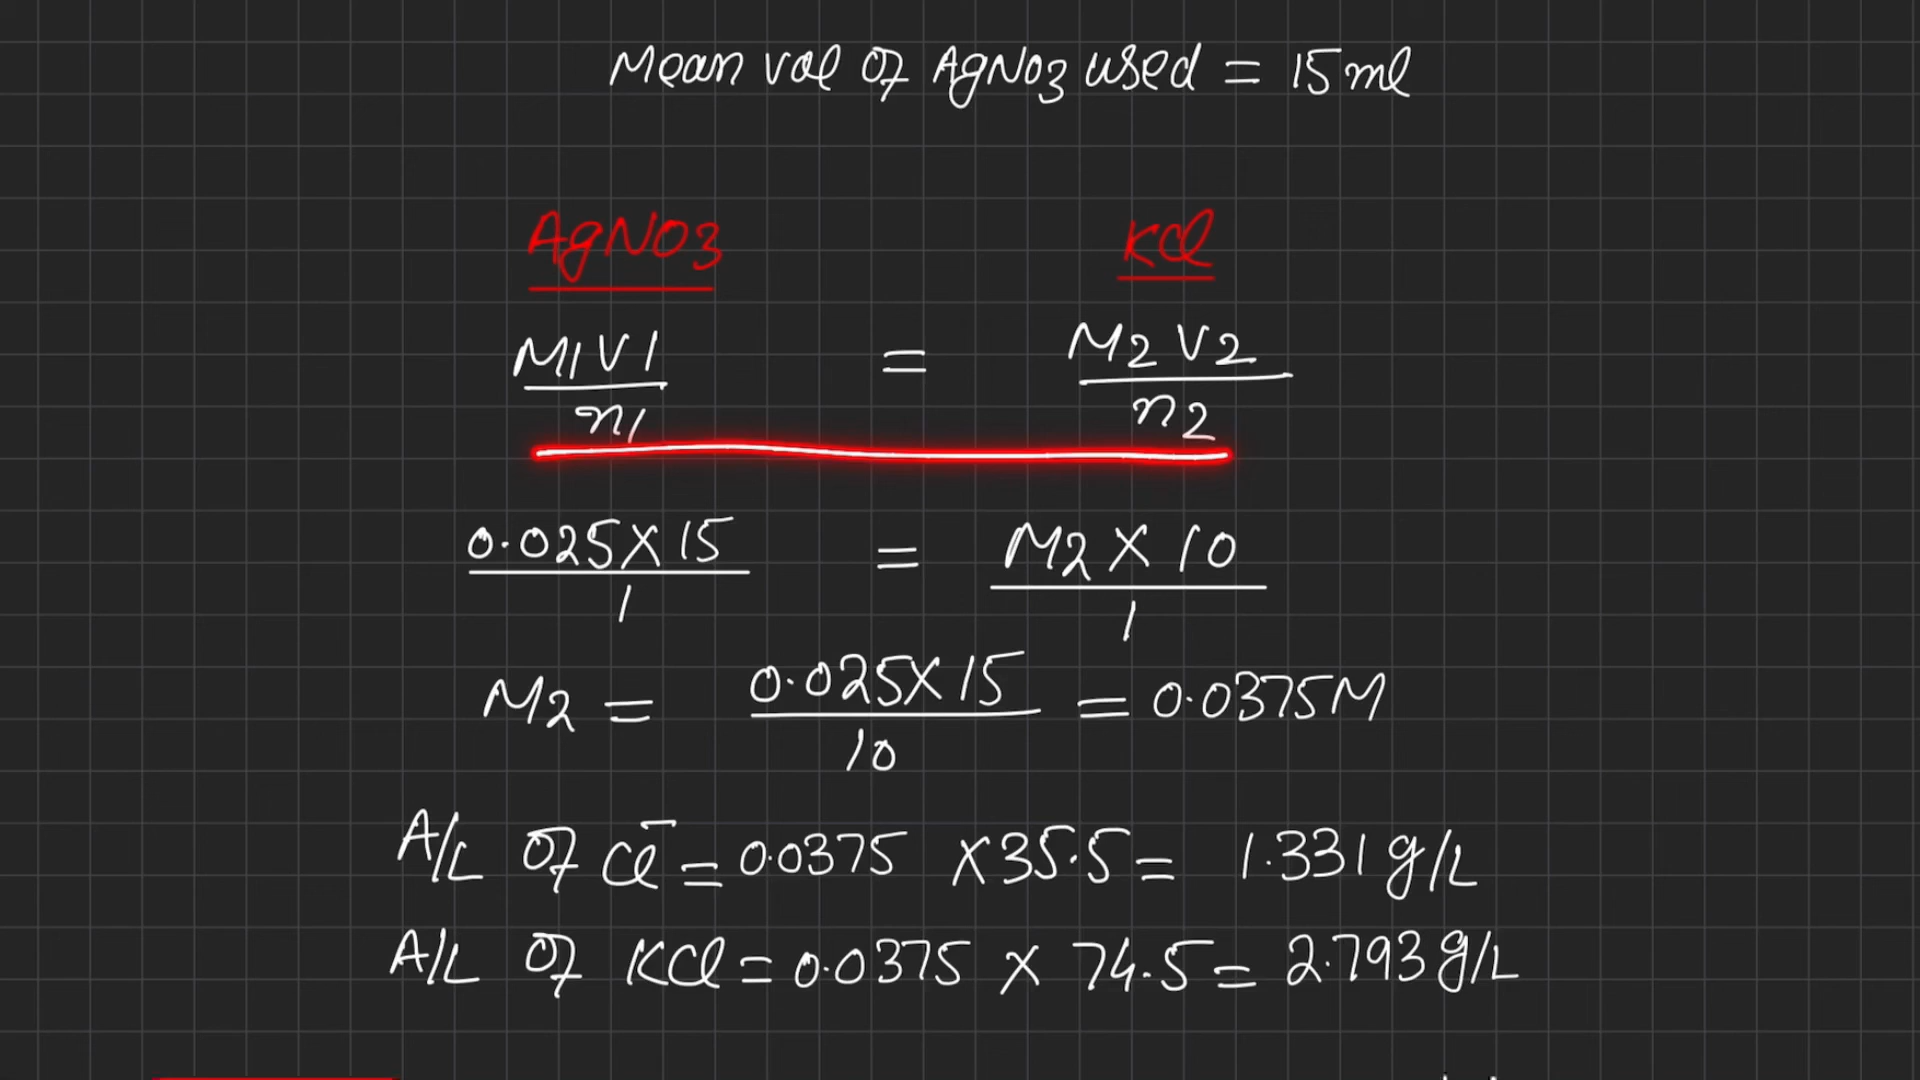 Mean vol of AgNO3 used = 15ml
AgNO3 KCl
M1V1 = M2V2
n1 n2
0.025X15 = M2 X 10
1 1
M2 = 0.025X15 = 0.0375M
10
A/L of Cl⁻ = 0.0375 X35.5 = 1.331 g/L
A/L of KCl = 0.0375 X 74.5 = 2.793 g/L